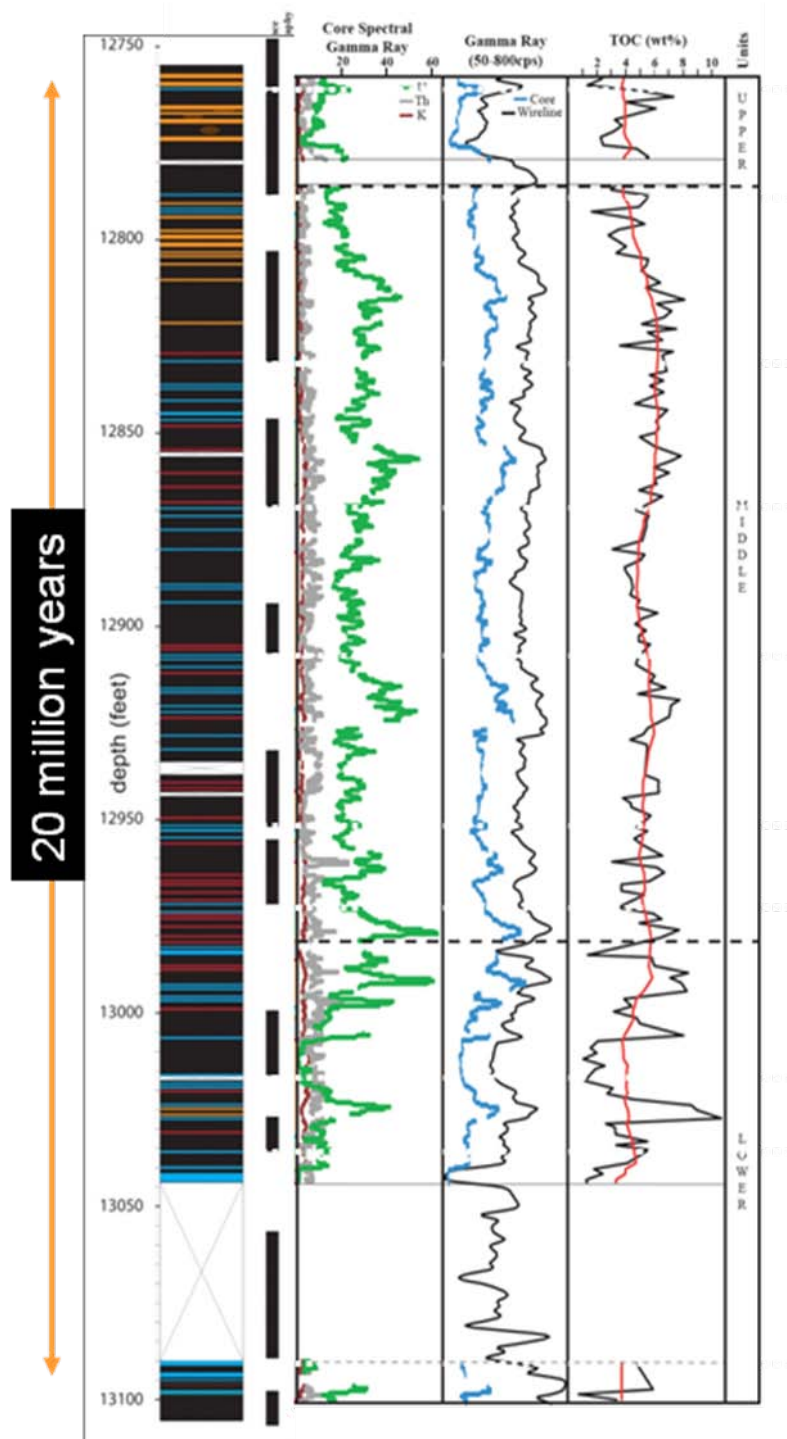 Core Spectral
Gamma Ray
20 40 60
Th
K
Gamma Ray
(50-800cps)
Core
Wireline
TOC (wt%)
2 4 6 8 10
Units
UPPER
MIDDLE
LOWER
12750
12800
12850
12900
12950
13000
13050
13100
depth (feet)
20 million years